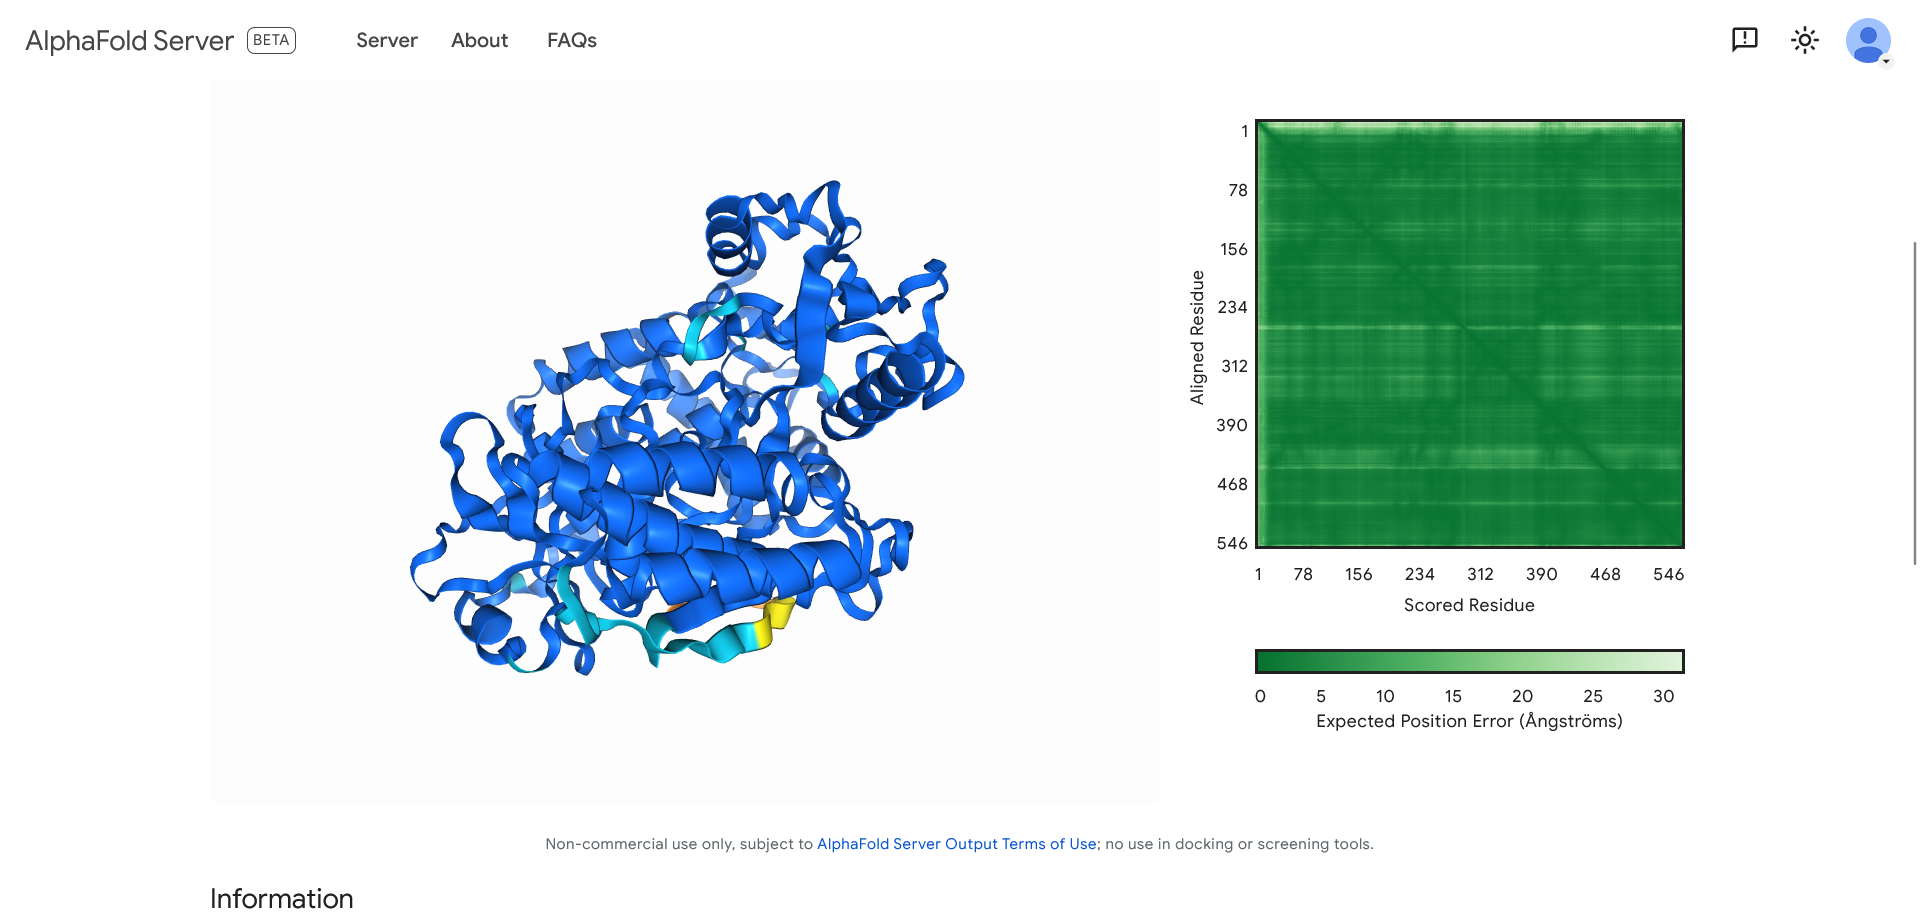 AlphaFold Server BETA Server About FAQs
Aligned Residue
1
78
156
234
312
390
468
546
1 78 156 234 312 390 468 546
Scored Residue
0 5 10 15 20 25 30
Expected Position Error (Ångströms)
Non-commercial use only, subject to AlphaFold Server Output Terms of Use; no use in docking or screening tools.
Information